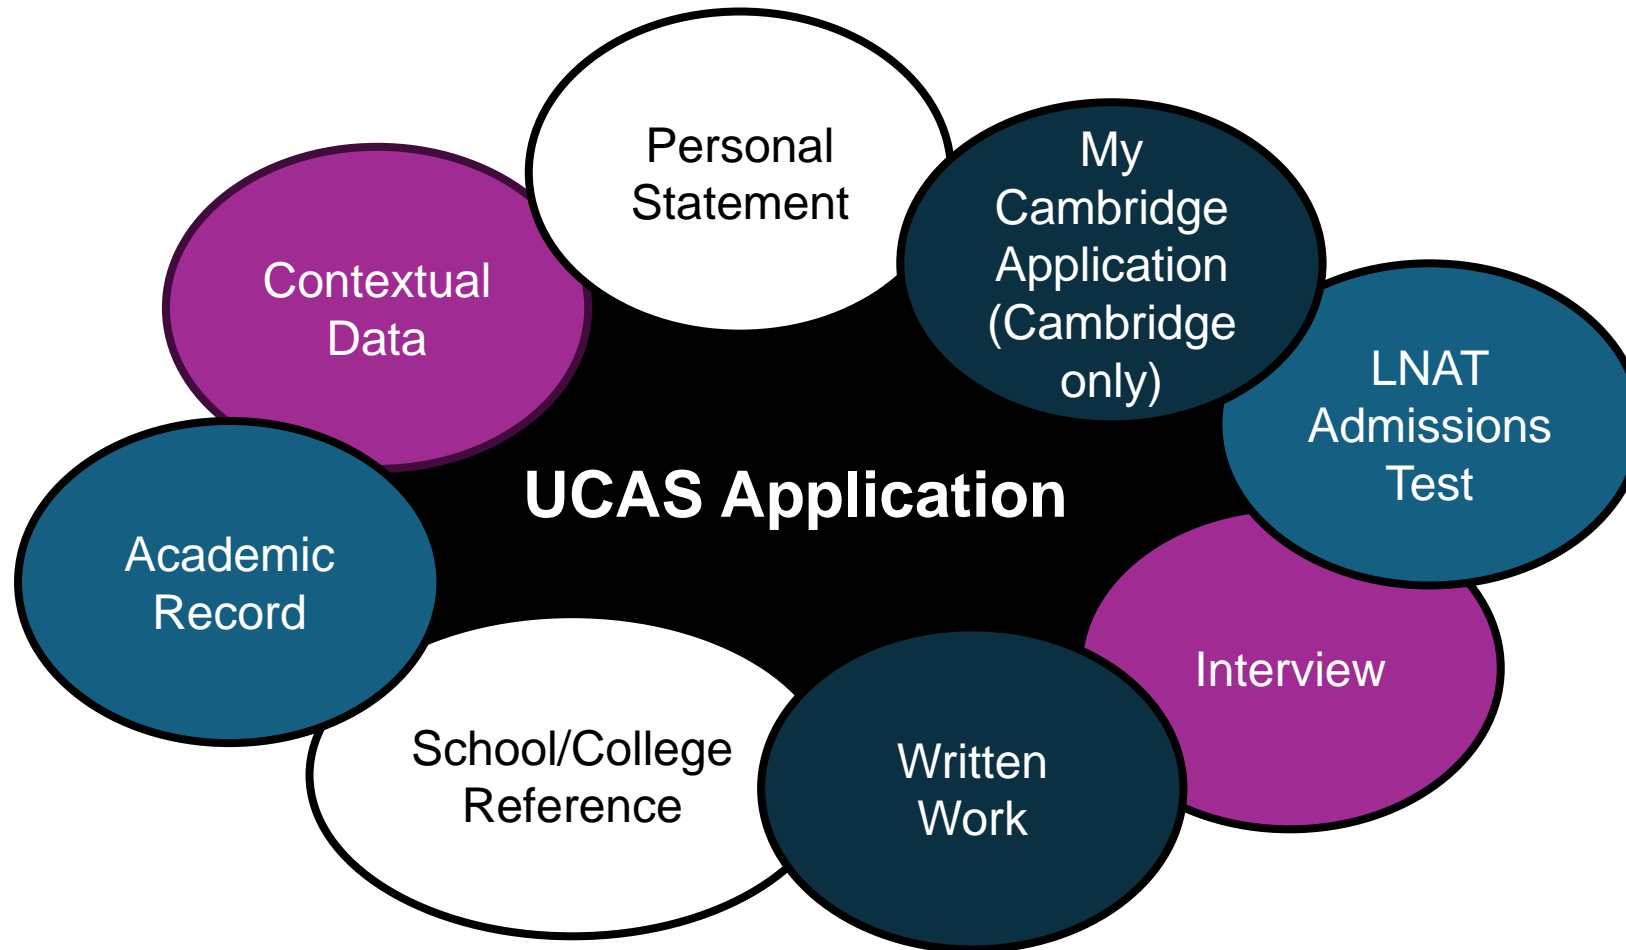 Personal
Statement
My
Cambridge
Application
(Cambridge
only)
Contextual
Data
LNAT
Admissions
Test
UCAS Application
Academic
Record
Interview
School/College
Reference
Written
Work